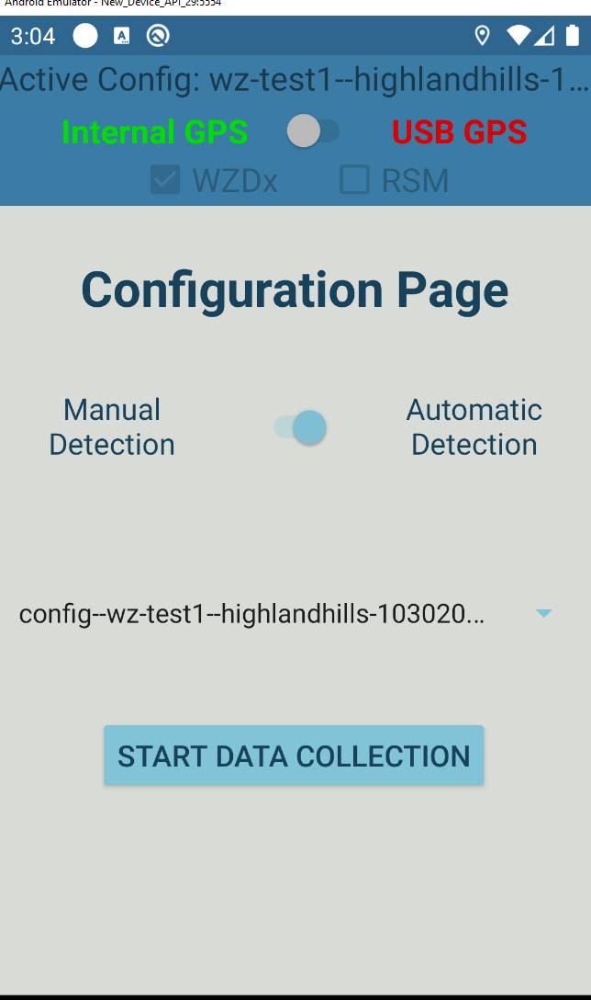 Android Emulator - New_Device_API_29:5554
3:04
A
Active Config: wz-test1--highlandhills-1...
Internal GPS USB GPS
WZDx RSM
Configuration Page
Manual Automatic
Detection Detection
config--wz-test1--highlandhills-103020...
START DATA COLLECTION